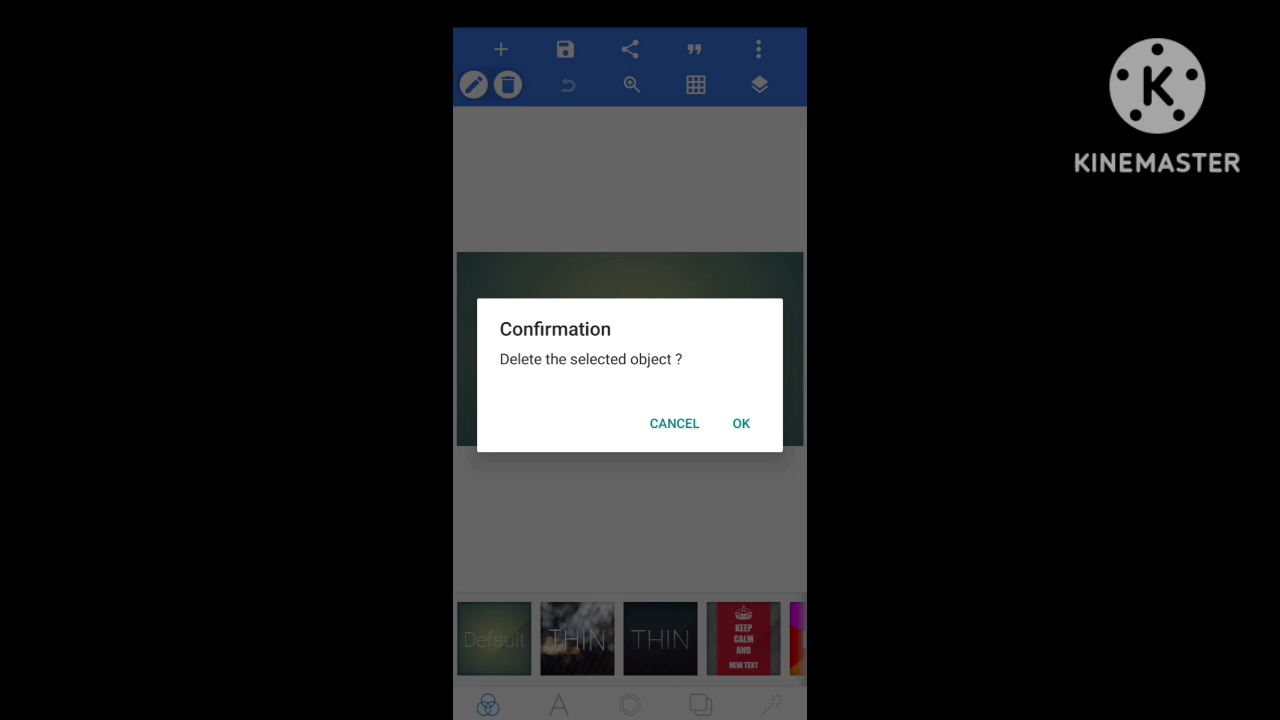 K
KINEMASTER
Confirmation
Delete the selected object ?
CANCEL OK
Default
THIN
THIN
KEEP
CALM
AND
NEW TEXT
A